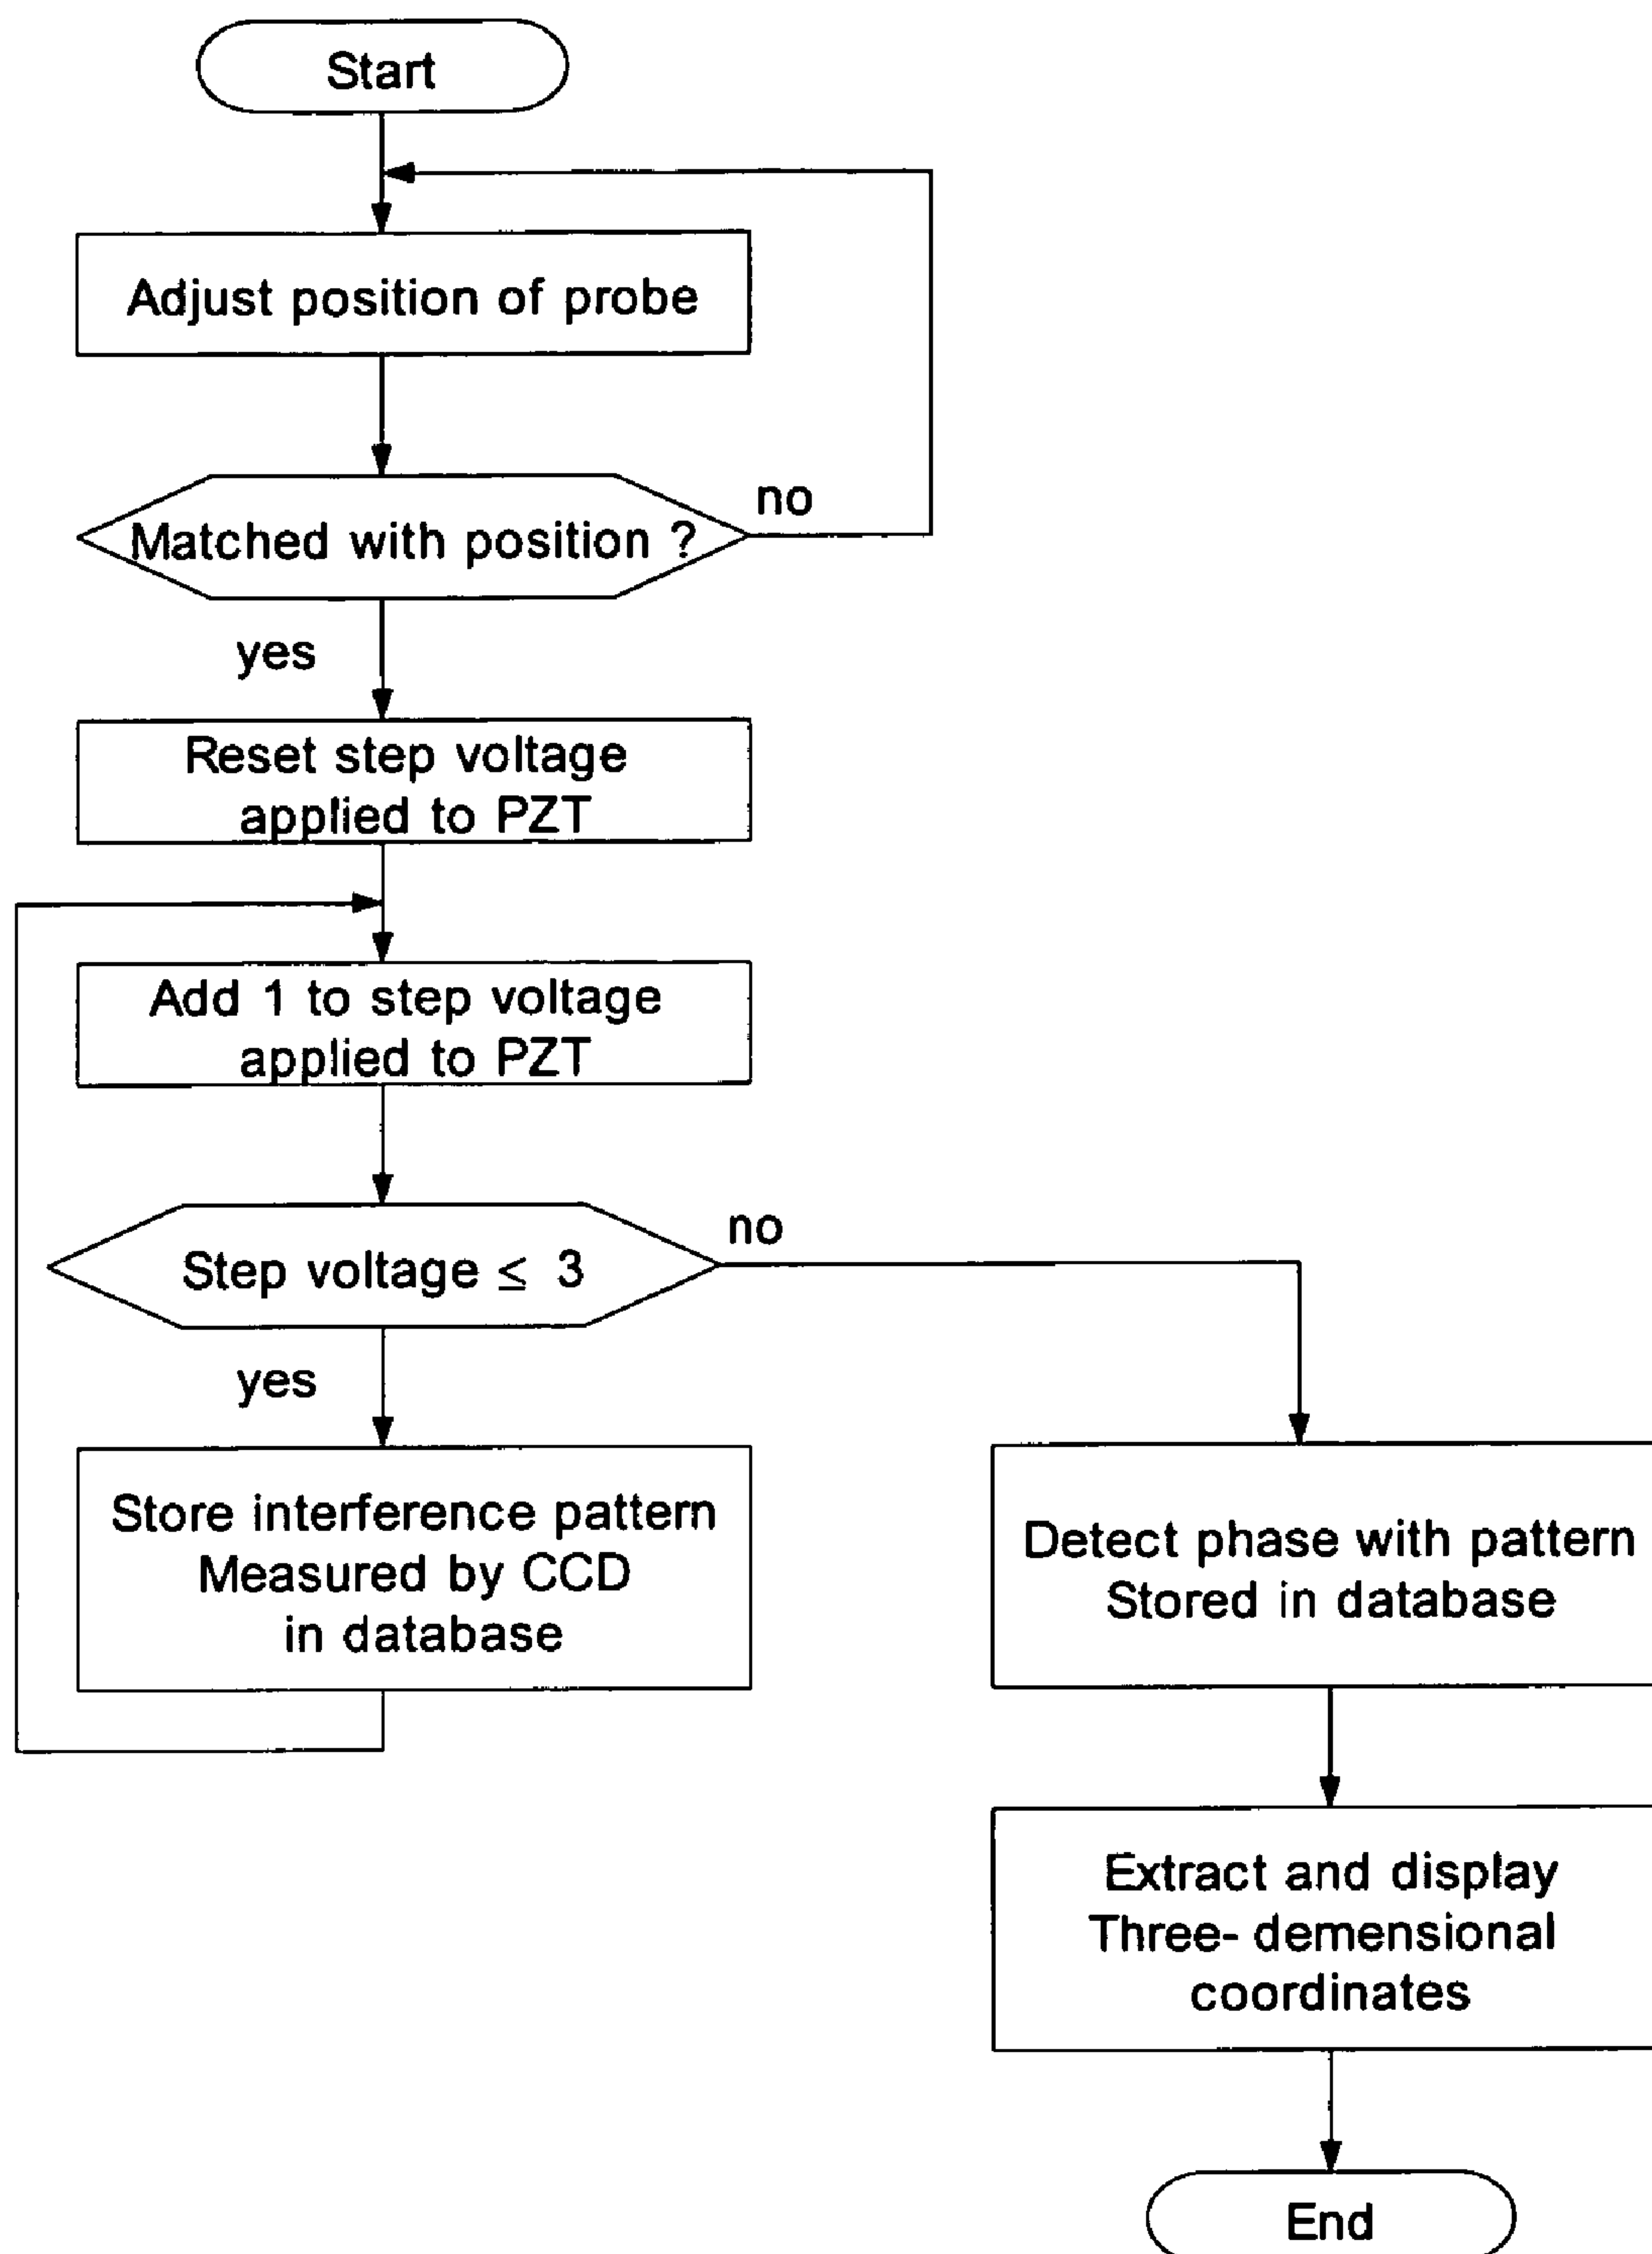 Start
Adjust position of probe
Matched with position ?
no
yes
Reset step voltage
applied to PZT
Add 1 to step voltage
applied to PZT
Step voltage ≤ 3
no
yes
Store interference pattern
Measured by CCD
in database
Detect phase with pattern
Stored in database
Extract and display
Three- demensional
coordinates
End